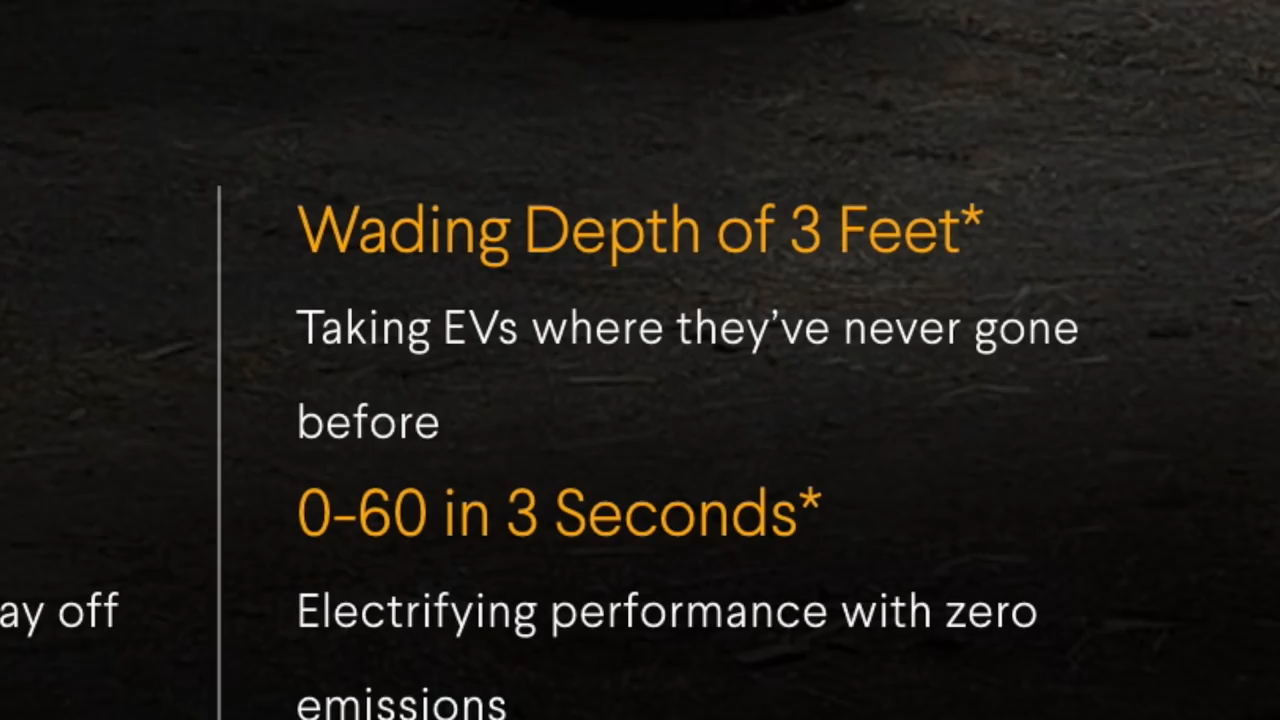 Wading Depth of 3 Feet*
Taking EVs where they’ve never gone
before
0-60 in 3 Seconds*
ay off
Electrifying performance with zero
emissions